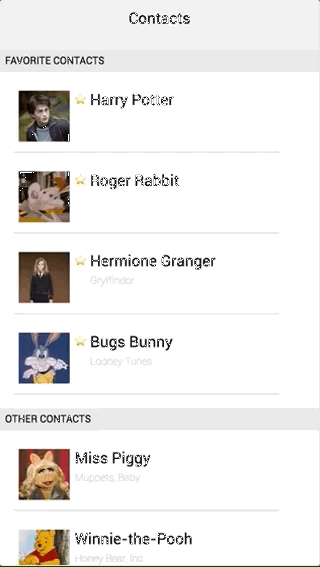 Contacts
FAVORITE CONTACTS
Harry Potter
Roger Rabbit
Hermione Granger
Gryffindor
Bugs Bunny
Looney Tunes
OTHER CONTACTS
Miss Piggy
Muppets, Baby
Winnie-the-Pooh
Honey Bear, Inc